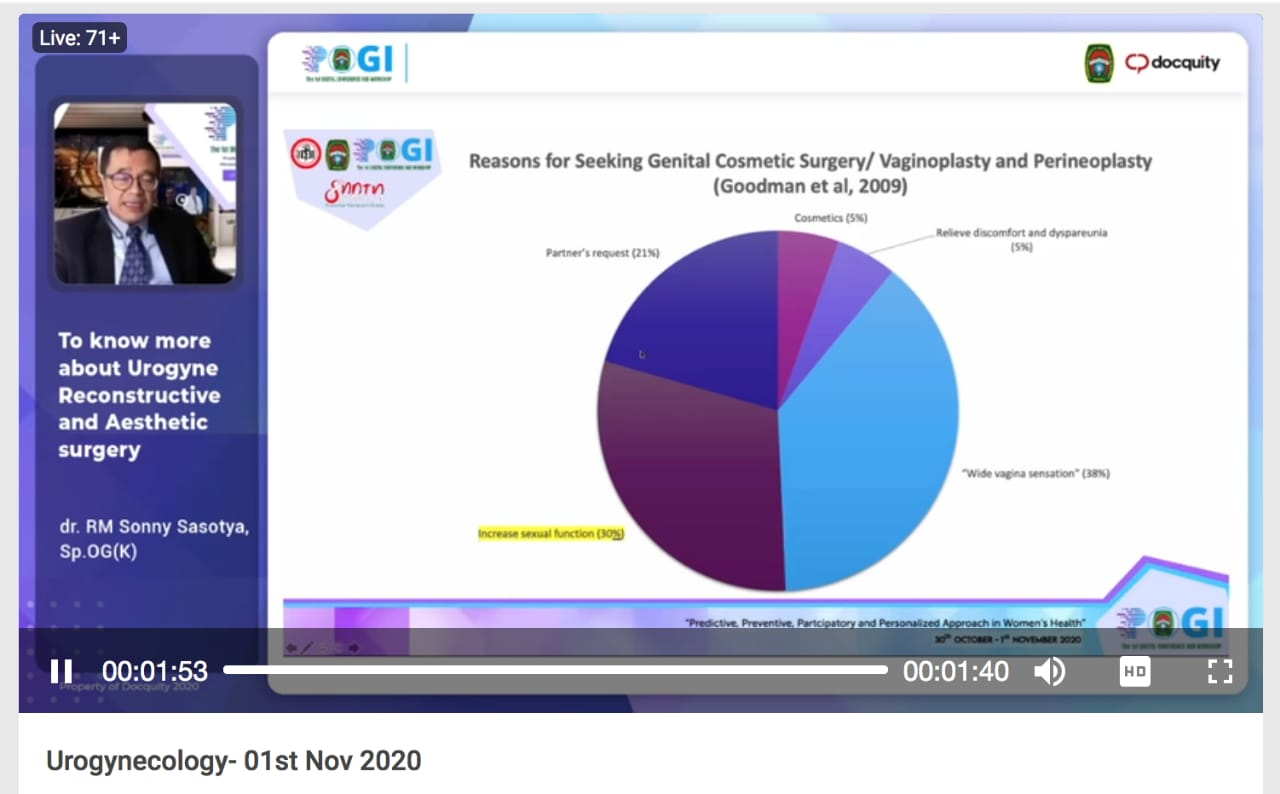 Live: 71+
POGI
docquity
POGI
Reasons for Seeking Genital Cosmetic Surgery/ Vaginoplasty and Perineoplasty
(Goodman et al, 2009)
Cosmetics (5%)
Relieve discomfort and dyspareunia
(5%)
Partner's request (21%)
"Wide vagina sensation" (38%)
Increase sexual function (30%)
To know more
about Urogyne
Reconstructive
and Aesthetic
surgery
dr. RM Sonny Sasotya,
Sp.OG(K)
"Predictive, Preventive, Partcipatory and Personalized Approach in Women's Health"
30th OCTOBER - 1st NOVEMBER 2020
POGI
00:01:53
00:01:40
HD
Property of Docquity 2020
Urogynecology- 01st Nov 2020